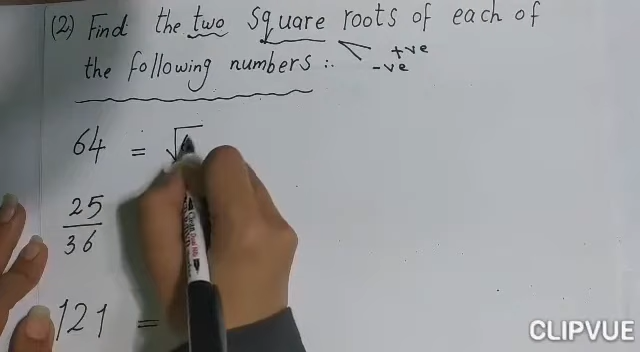 (2) Find the two square roots of each of
+ve
-ve
the following numbers :.
64 = √
25
36
121 =
CLIPVUE